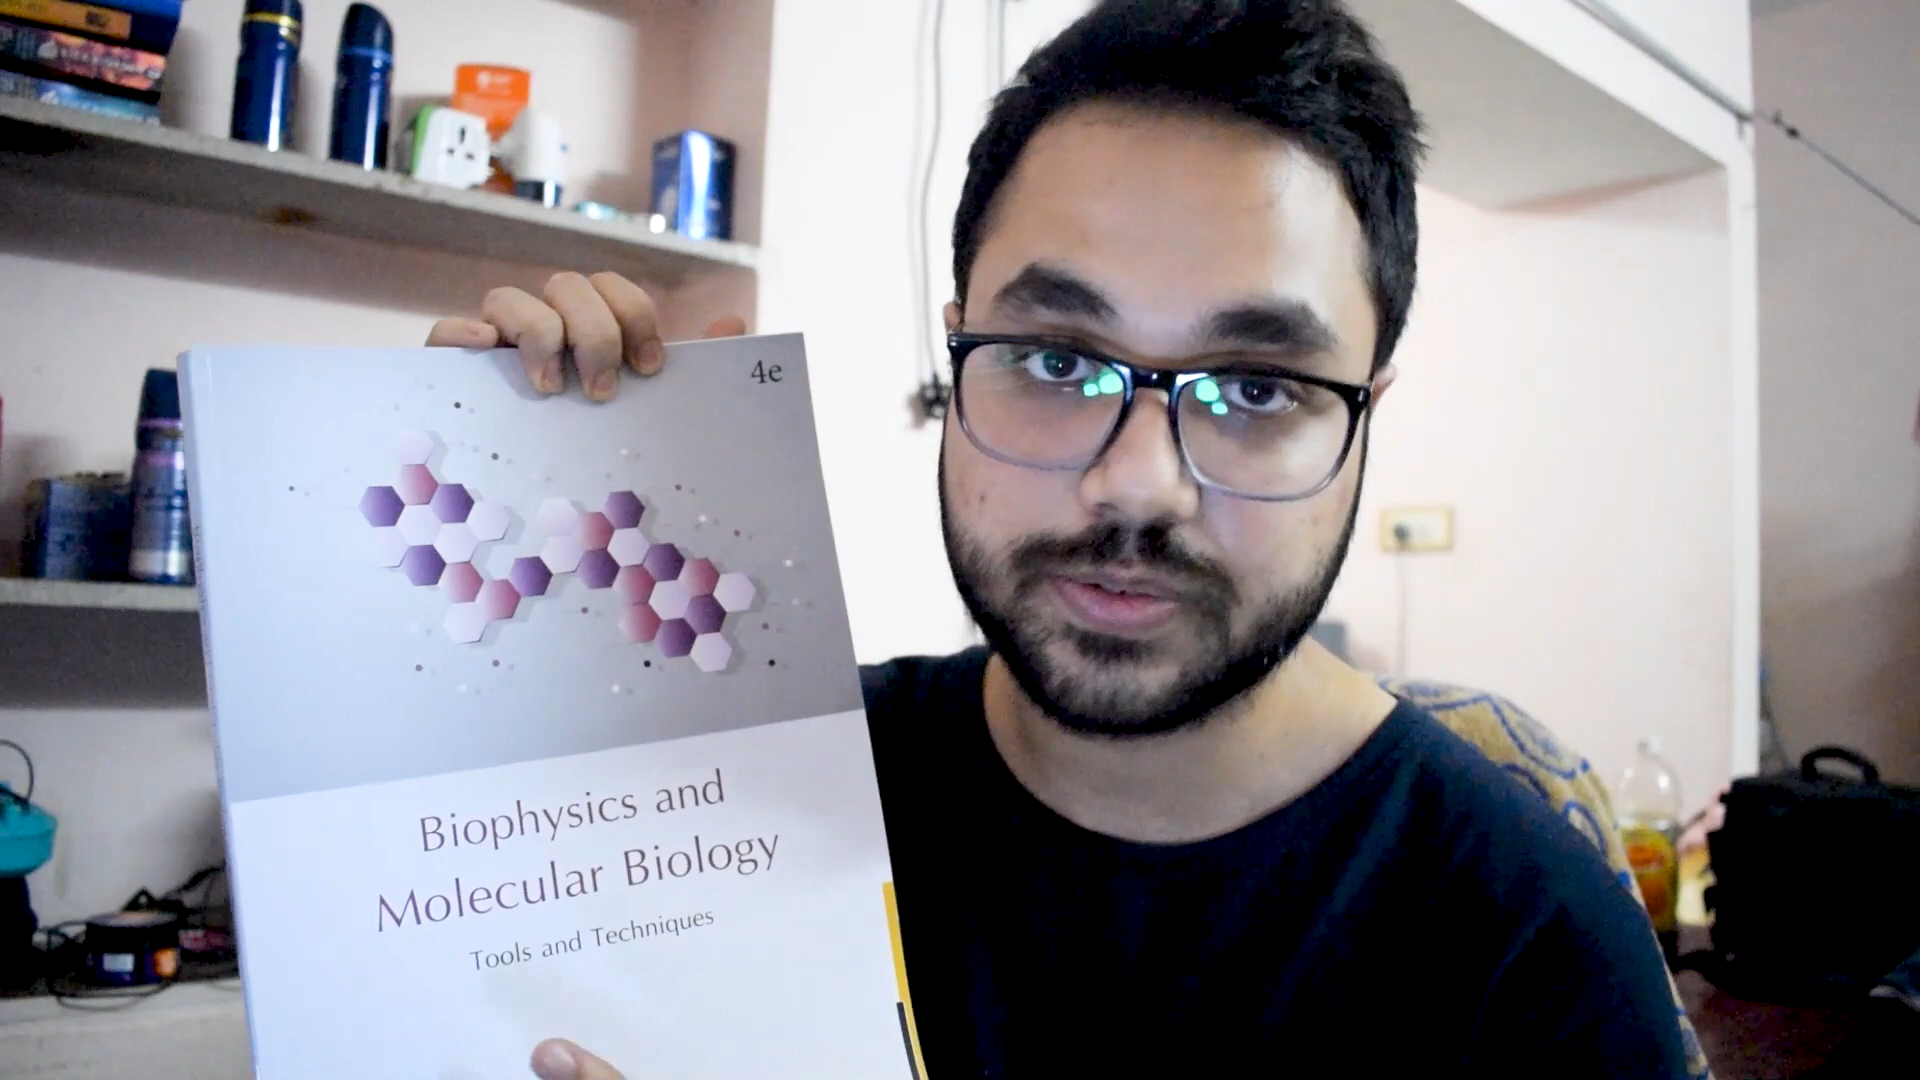 4e
Biophysics and
Molecular Biology
Tools and Techniques